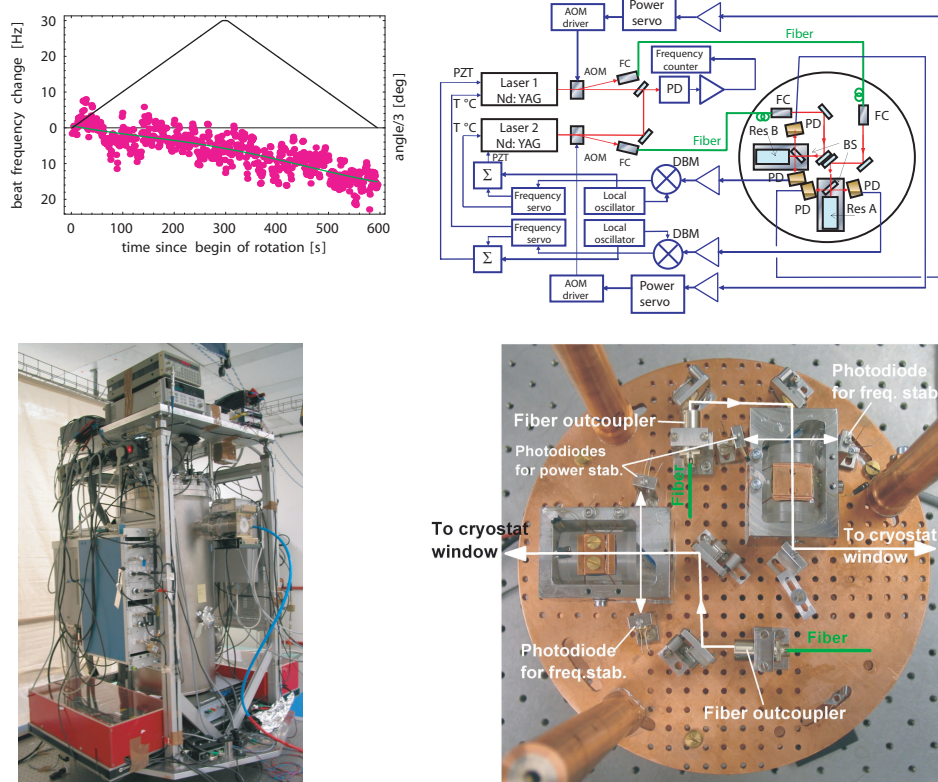 beat frequency change [Hz]
30
20
10
0
10
20
0
100
200
300
400
500
600
time since begin of rotation [s]
angle/3 [deg]
AOM
driver
Power
servo
Fiber
PZT
T °C
T °C
Laser 1
Nd: YAG
AOM
FC
Frequency
counter
PD
Laser 2
Nd: YAG
PZT
AOM
FC
Fiber
DBM
Σ
Frequency
servo
Local
oscillator
Frequency
servo
Local
oscillator
DBM
Σ
AOM
driver
Power
servo
FC
FC
PD
Res B
BS
PD
PD
PD
Res A
Photodiode
for freq. stab
Fiber outcoupler
Photodiodes
for power stab.
Fiber
To cryostat
window
To cryostat
window
Photodiode
for freq.stab.
Fiber
Fiber outcoupler